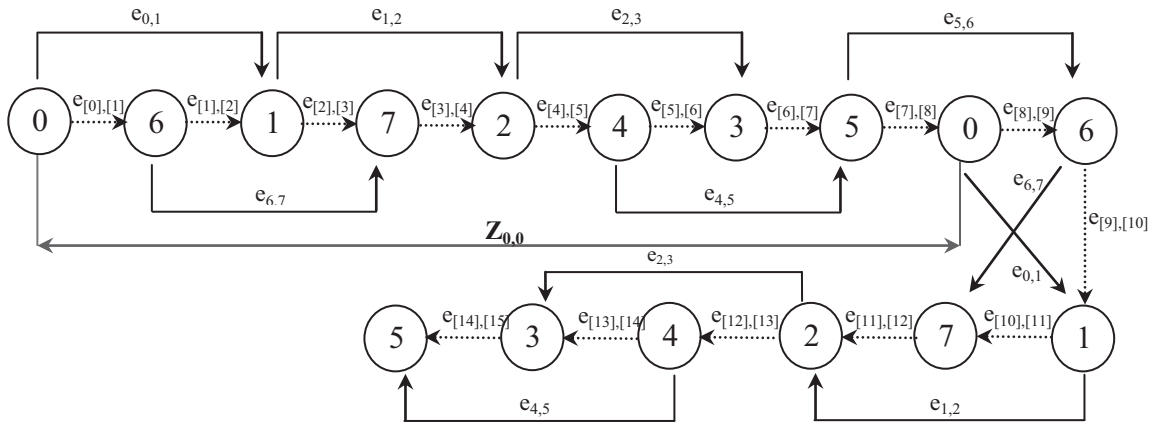 e0,1 e1,2 e2,3 e5,6
e[0],[1] e[1],[2] e[2],[3] e[3],[4] e[4],[5] e[5],[6] e[6],[7] e[7],[8] e[8],[9]
0 6 1 7 2 4 3 5 0 6
e6,7 e4,5 e6,7
Z0,0 e[9],[10]
e2,3 e0,1
e[14],[15] e[13],[14] e[12],[13] e[11],[12] e[10],[11]
5 3 4 2 7 1
e4,5 e1,2